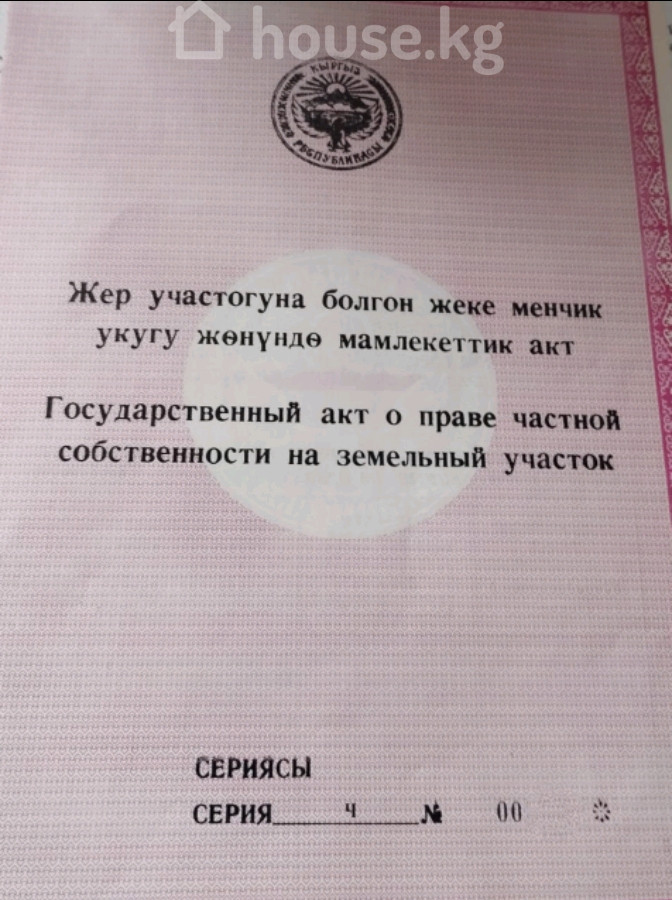 house.kg
КЫРГЫЗ
РЕСПУБЛИКАСЫ
Жер участогуна болгон жеке менчик
укугу жөнүндө мамлекеттик акт
Государственный акт о праве частной
собственности на земельный участок
СЕРИЯСЫ
СЕРИЯ Ч № 00